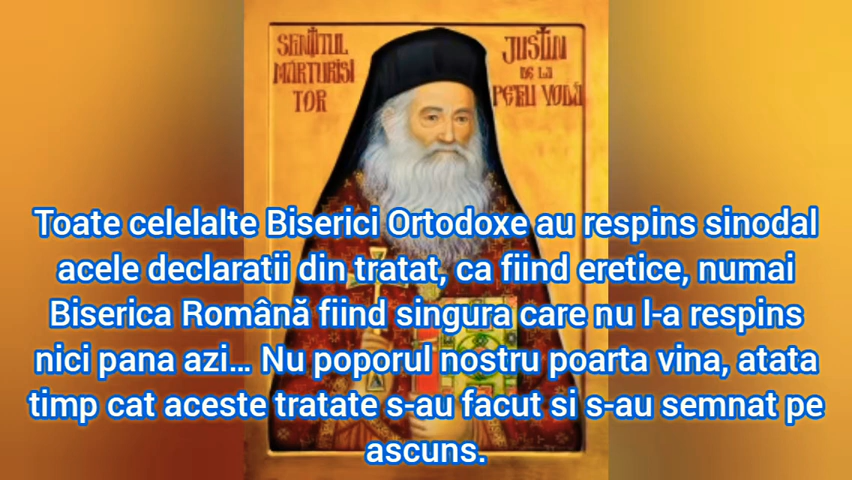 SFINTUL
MĂRTURISI
TOR
JUSTIN
DE LA
PETRU VODĂ
Toate celelalte Biserici Ortodoxe au respins sinodal
acele declaratii din tratat, ca fiind eretice, numai
Biserica Română fiind singura care nu l-a respins
nici pana azi... Nu poporul nostru poarta vina, atata
timp cat aceste tratate s-au facut si s-au semnat pe
ascuns.